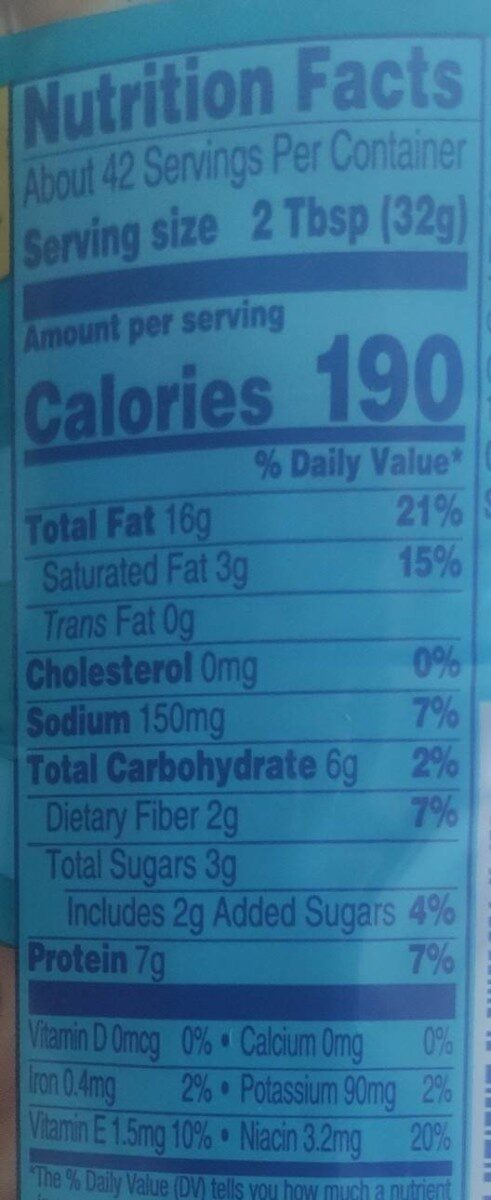 Nutrition Facts
About 42 Servings Per Container
Serving size 2 Tbsp (32g)
Amount per serving
Calories 190
% Daily Value*
Total Fat 16g 21%
Saturated Fat 3g 15%
Trans Fat 0g
Cholesterol 0mg 0%
Sodium 150mg 7%
Total Carbohydrate 6g 2%
Dietary Fiber 2g 7%
Total Sugars 3g
Includes 2g Added Sugars 4%
Protein 7g 7%
Vitamin D 0mcg 0% • Calcium 0mg 0%
Iron 0.4mg 2% • Potassium 90mg 2%
Vitamin E 1.5mg 10% • Niacin 3.2mg 20%
*The % Daily Value (DV) tells you how much a nutrient